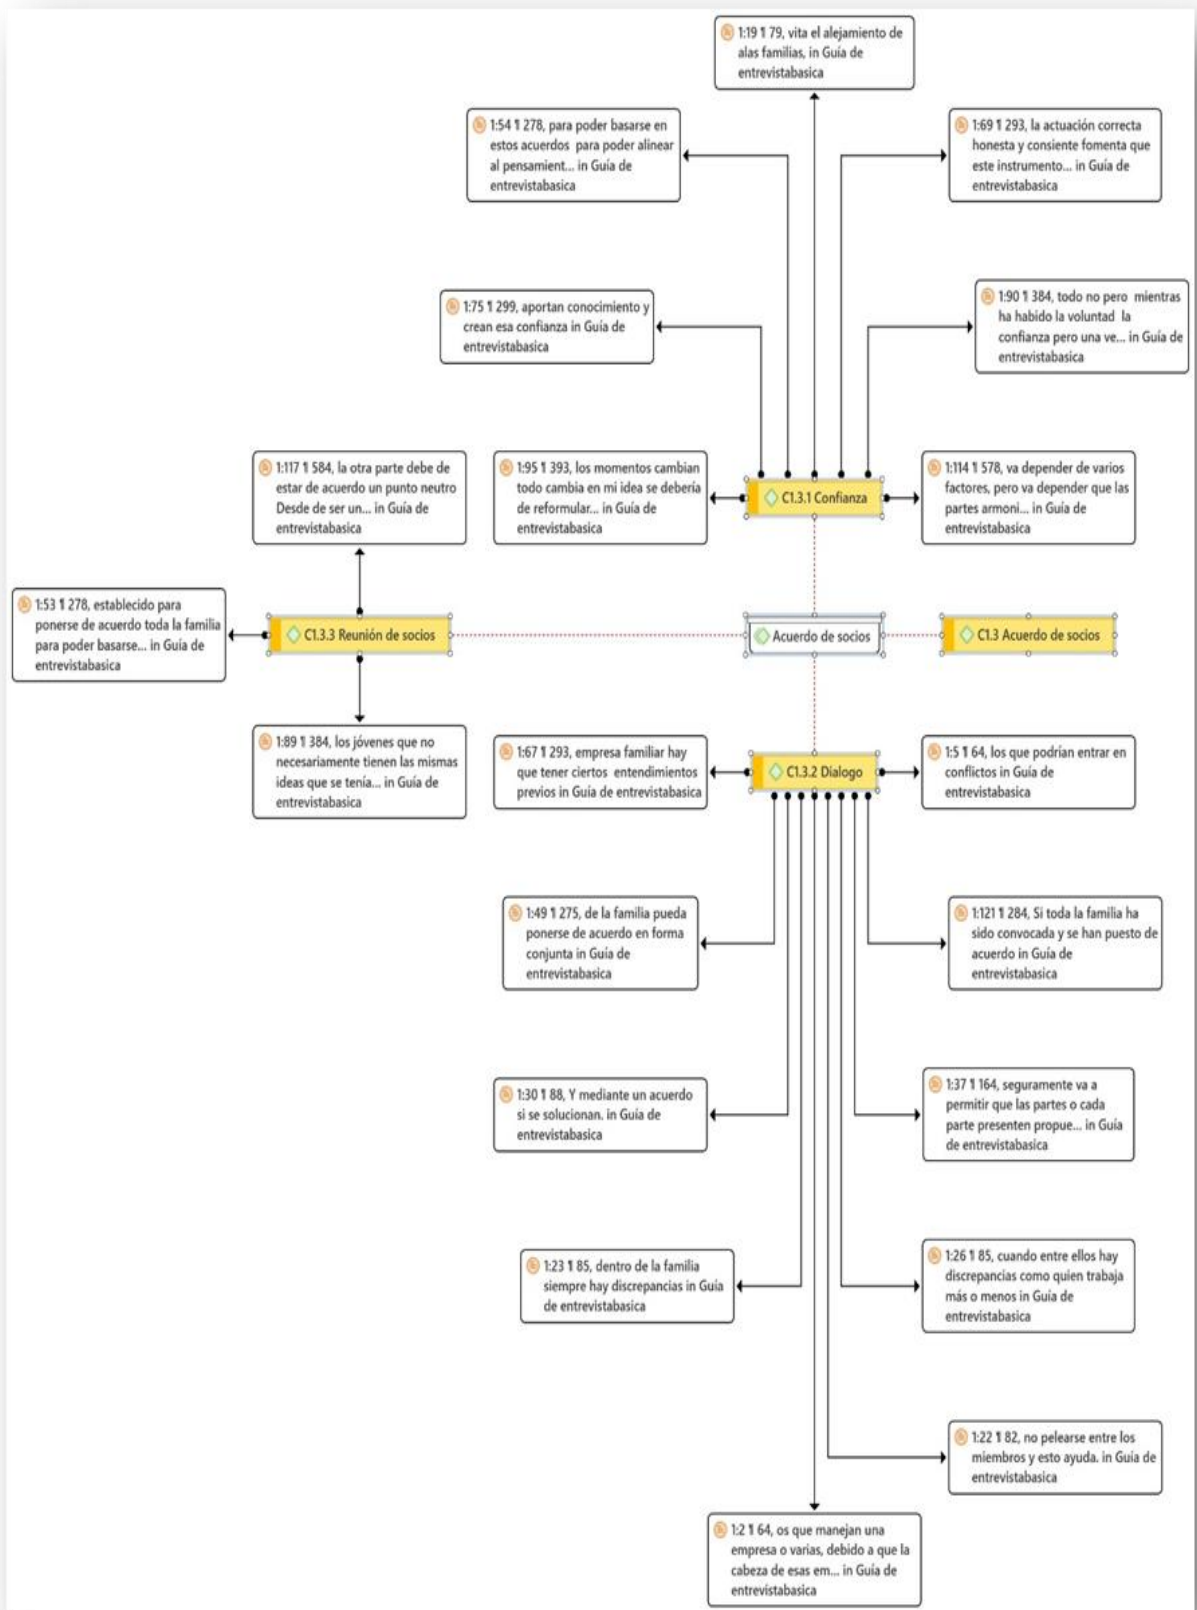 1:19 ¶ 79, vita el alejamiento de
alas familias, in Guía de
entrevistabasica
1:54 ¶ 278, para poder basarse en
estos acuerdos para poder alinear
al pensamient... in Guía de
entrevistabasica
1:69 ¶ 293, la actuación correcta
honesta y consiente fomenta que
este instrumento... in Guía de
entrevistabasica
1:75 ¶ 299, aportan conocimiento y
crean esa confianza in Guía de
entrevistabasica
1:90 ¶ 384, todo no pero mientras
ha habido la voluntad la
confianza pero una ve... in Guía de
entrevistabasica
1:117 ¶ 584, la otra parte debe de
estar de acuerdo un punto neutro
Desde de ser un... in Guía de
entrevistabasica
1:95 ¶ 393, los momentos cambian
todo cambia en mi idea se debería
de reformular... in Guía de
entrevistabasica
C1.3.1 Confianza
1:114 ¶ 578, va depender de varios
factores, pero va depender que las
partes armoni... in Guía de
entrevistabasica
1:53 ¶ 278, establecido para
ponerse de acuerdo toda la familia
para poder basarse... in Guía de
entrevistabasica
C1.3.3 Reunión de socios
Acuerdo de socios
C1.3 Acuerdo de socios
1:89 ¶ 384, los jóvenes que no
necesariamente tienen las mismas
ideas que se tenía... in Guía de
entrevistabasica
1:67 ¶ 293, empresa familiar hay
que tener ciertos entendimientos
previos in Guía de entrevistabasica
C1.3.2 Dialogo
1:5 ¶ 64, los que podrían entrar en
conflictos in Guía de
entrevistabasica
1:49 ¶ 275, de la familia pueda
ponerse de acuerdo en forma
conjunta in Guía de
entrevistabasica
1:121 ¶ 284, Si toda la familia ha
sido convocada y se han puesto de
acuerdo in Guía de
entrevistabasica
1:30 ¶ 88, Y mediante un acuerdo
si se solucionan. in Guía de
entrevistabasica
1:37 ¶ 164, seguramente va a
permitir que las partes o cada
parte presenten propue... in Guía
de entrevistabasica
1:23 ¶ 85, dentro de la familia
siempre hay discrepancias in Guía
de entrevistabasica
1:26 ¶ 85, cuando entre ellos hay
discrepancias como quien trabaja
más o menos in Guía de
entrevistabasica
1:22 ¶ 82, no pelearse entre los
miembros y esto ayuda. in Guía de
entrevistabasica
1:2 ¶ 64, os que manejan una
empresa o varias, debido a que la
cabeza de esas em... in Guía de
entrevistabasica